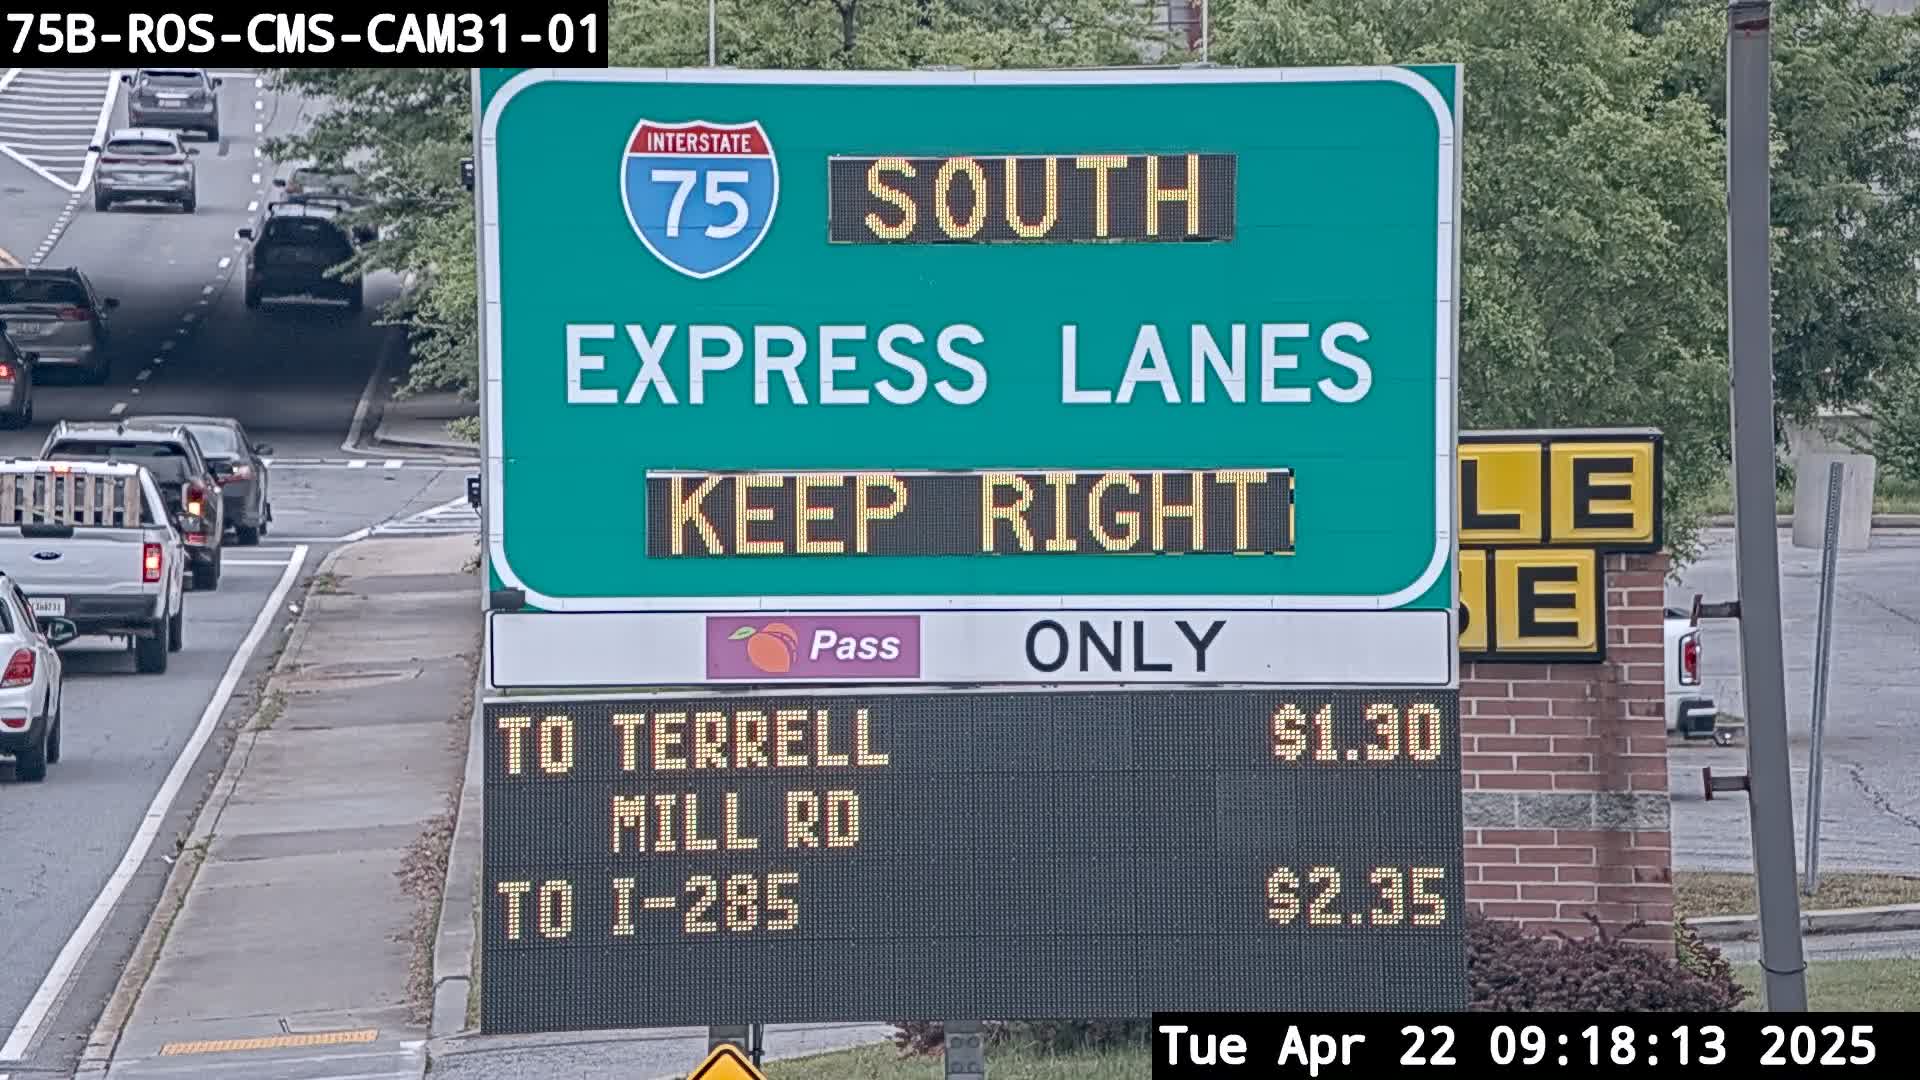 75B-ROS-CMS-CAM31-01
INTERSTATE
75
SOUTH
EXPRESS LANES
KEEP RIGHT
Pass ONLY
TO TERRELL $1.30
MILL RD
TO I-285 $2.35
LE
E
Tue Apr 22 09:18:13 2025